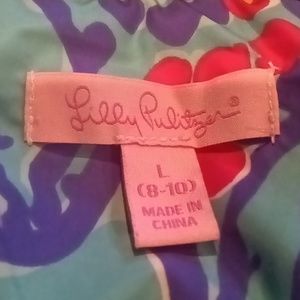 Lilly Pulitzer®
L
(8-10)
MADE IN
CHINA